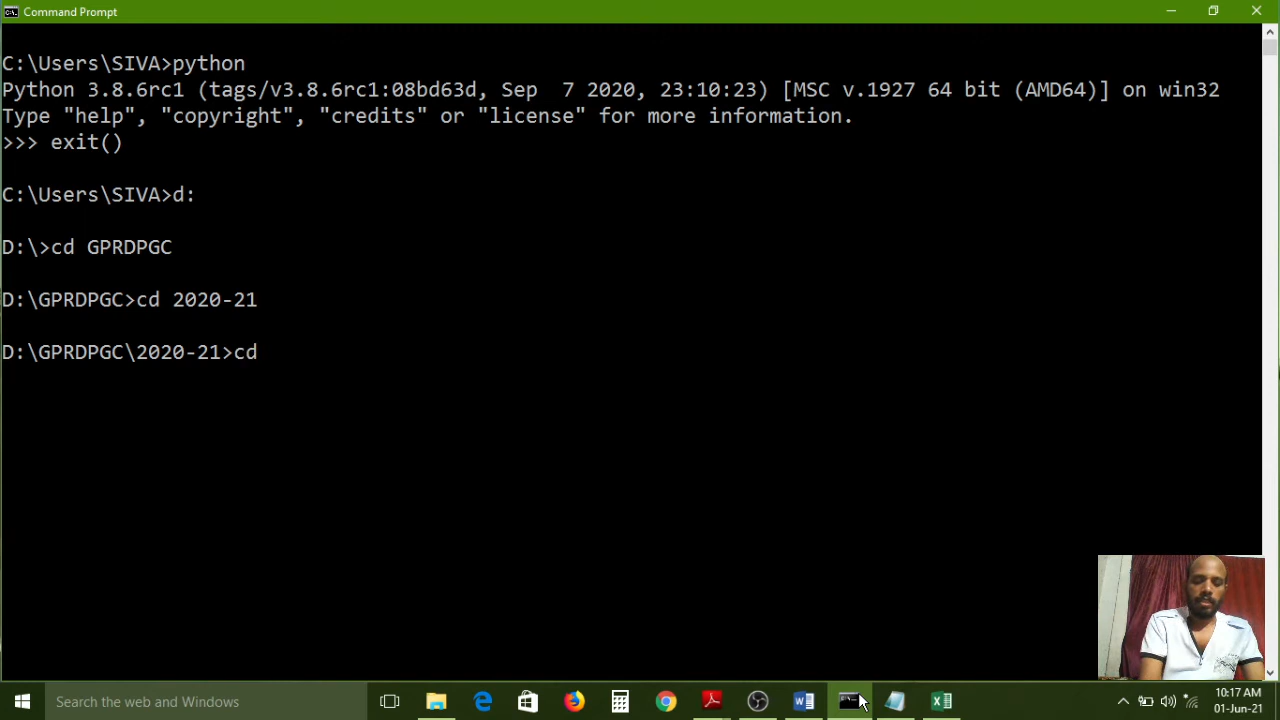 Command Prompt
C:\Users\SIVA>python
Python 3.8.6rc1 (tags/v3.8.6rc1:08bd63d, Sep  7 2020, 23:10:23) [MSC v.1927 64 bit (AMD64)] on win32
Type "help", "copyright", "credits" or "license" for more information.
>>> exit()
C:\Users\SIVA>d:
D:\>cd GPRDPGC
D:\GPRDPGC>cd 2020-21
D:\GPRDPGC\2020-21>cd
Search the web and Windows
10:17 AM
01-Jun-21